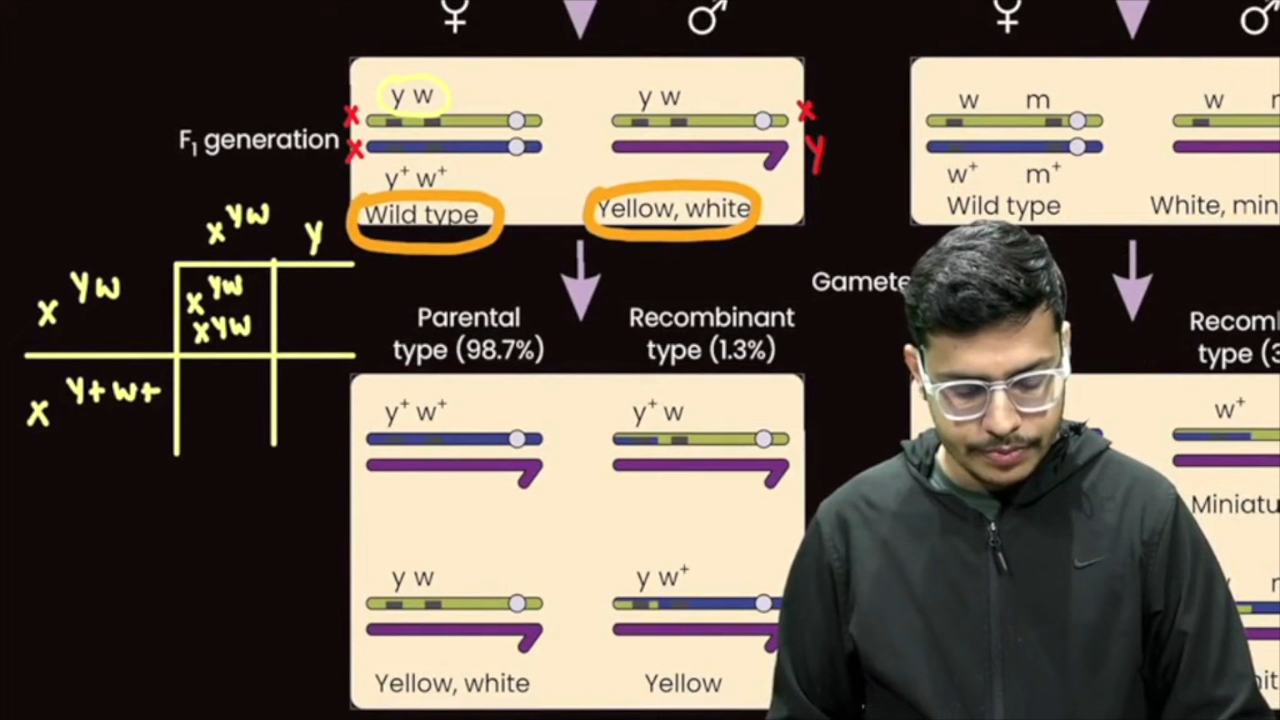 ♀ ♂ ♀ ♂
y w
y w
w m
w
x
x
x
y
F₁ generation
y⁺ w⁺
w⁺ m⁺
Wild type
Yellow, white
Wild type
White, min
x yw
y
x yw
x yw
x yw
x y+w+
Gamete
Parental
type (98.7%)
Recombinant
type (1.3%)
Recom
type (3
y⁺ w⁺
y⁺ w
w⁺
Miniatu
y w
y w⁺
Yellow, white
Yellow